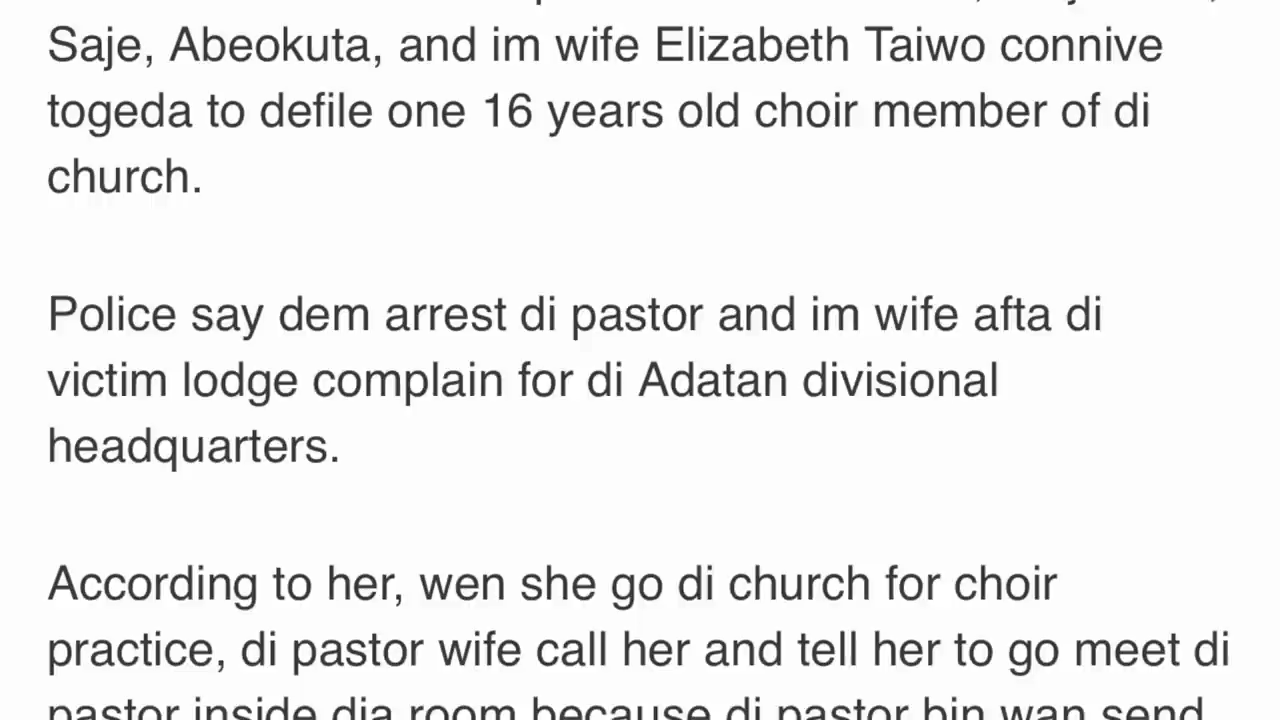 Saje, Abeokuta, and im wife Elizabeth Taiwo connive
togeda to defile one 16 years old choir member of di
church.
Police say dem arrest di pastor and im wife afta di
victim lodge complain for di Adatan divisional
headquarters.
According to her, wen she go di church for choir
practice, di pastor wife call her and tell her to go meet di
pastor inside dia room because di pastor bin wan send